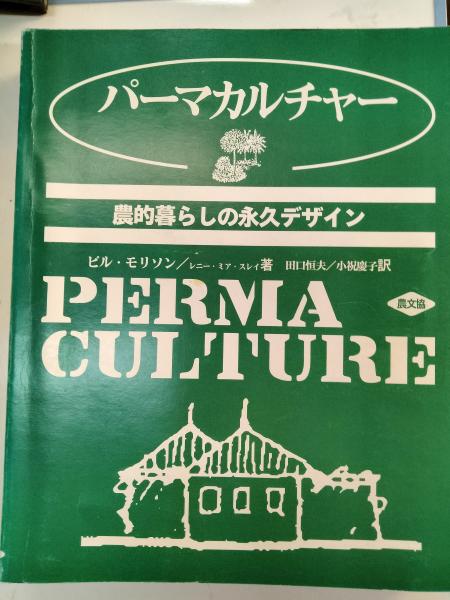 パーマカルチャー
農的暮らしの永久デザイン
ビル・モリソン／レニー・ミア・スレイ著 田口恒夫／小祝慶子訳
PERMA
農文協
CULTURE